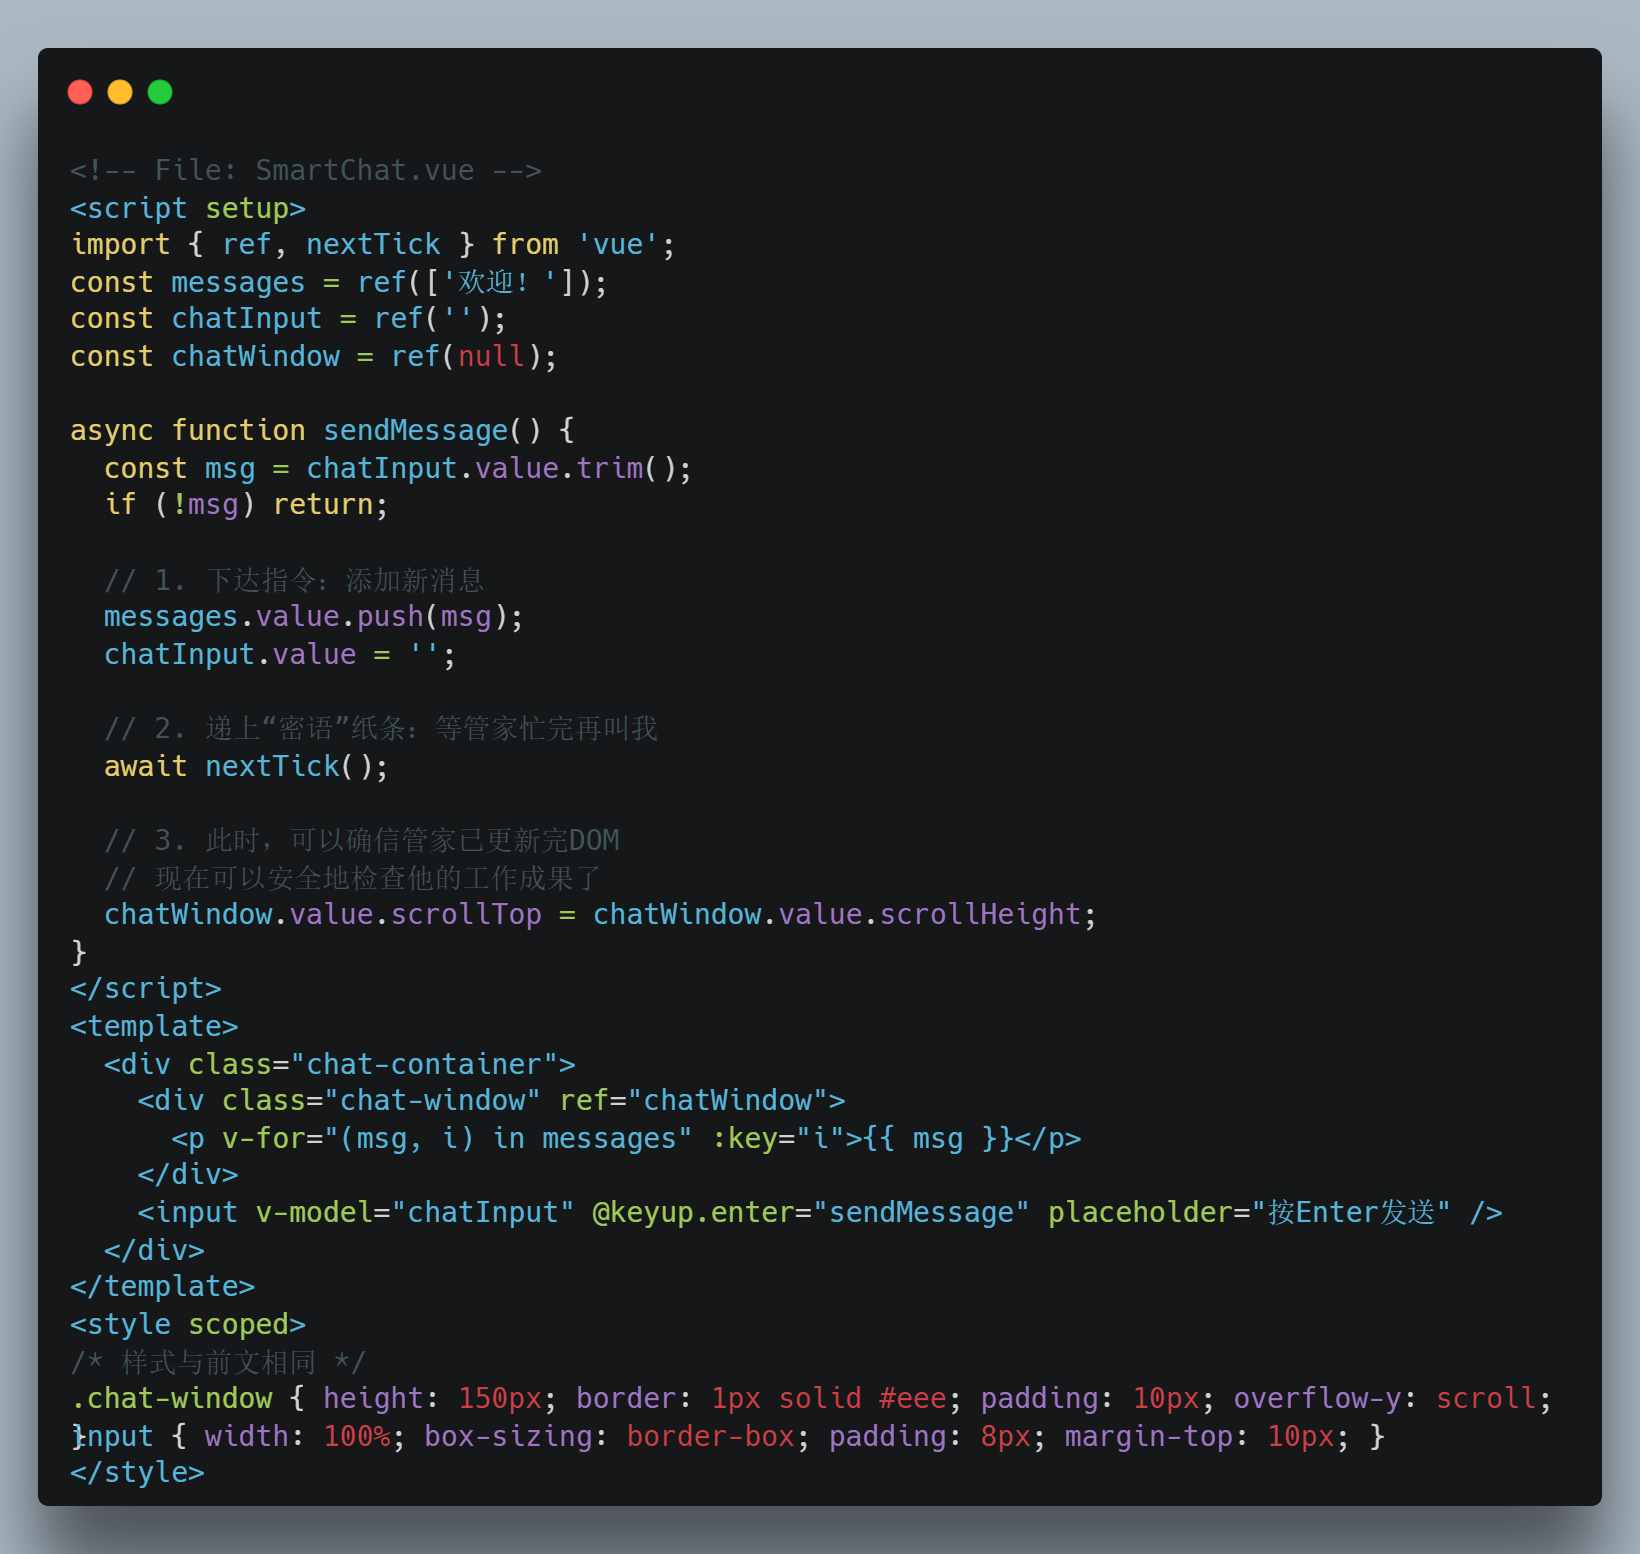 <!-- File: SmartChat.vue -->
<script setup>
import { ref, nextTick } from 'vue';
const messages = ref(['欢迎！']);
const chatInput = ref('');
const chatWindow = ref(null);

async function sendMessage() {
  const msg = chatInput.value.trim();
  if (!msg) return;

  // 1. 下达指令：添加新消息
  messages.value.push(msg);
  chatInput.value = '';

  // 2. 递上“密语”纸条：等管家忙完再叫我
  await nextTick();

  // 3. 此时，可以确信管家已更新完DOM
  // 现在可以安全地检查他的工作成果了
  chatWindow.value.scrollTop = chatWindow.value.scrollHeight;
}
</script>
<template>
  <div class="chat-container">
    <div class="chat-window" ref="chatWindow">
      <p v-for="(msg, i) in messages" :key="i">{{ msg }}</p>
    </div>
    <input v-model="chatInput" @keyup.enter="sendMessage" placeholder="按Enter发送" />
  </div>
</template>
<style scoped>
/* 样式与前文相同 */
.chat-window { height: 150px; border: 1px solid #eee; padding: 10px; overflow-y: scroll;
}
input { width: 100%; box-sizing: border-box; padding: 8px; margin-top: 10px; }
</style>